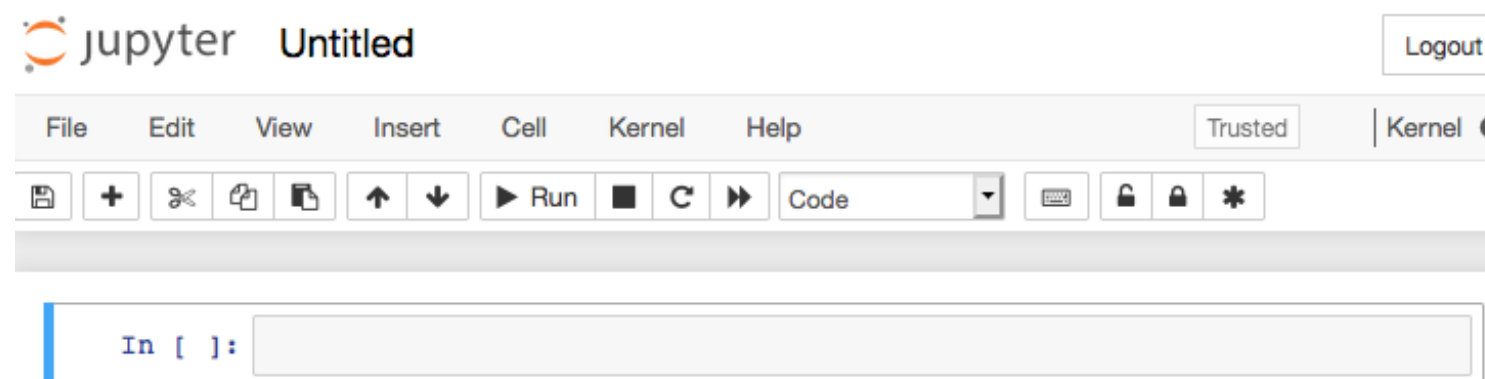 jupyter Untitled
Logout
File Edit View Insert Cell Kernel Help Trusted Kernel
Run Code
In [ ]: